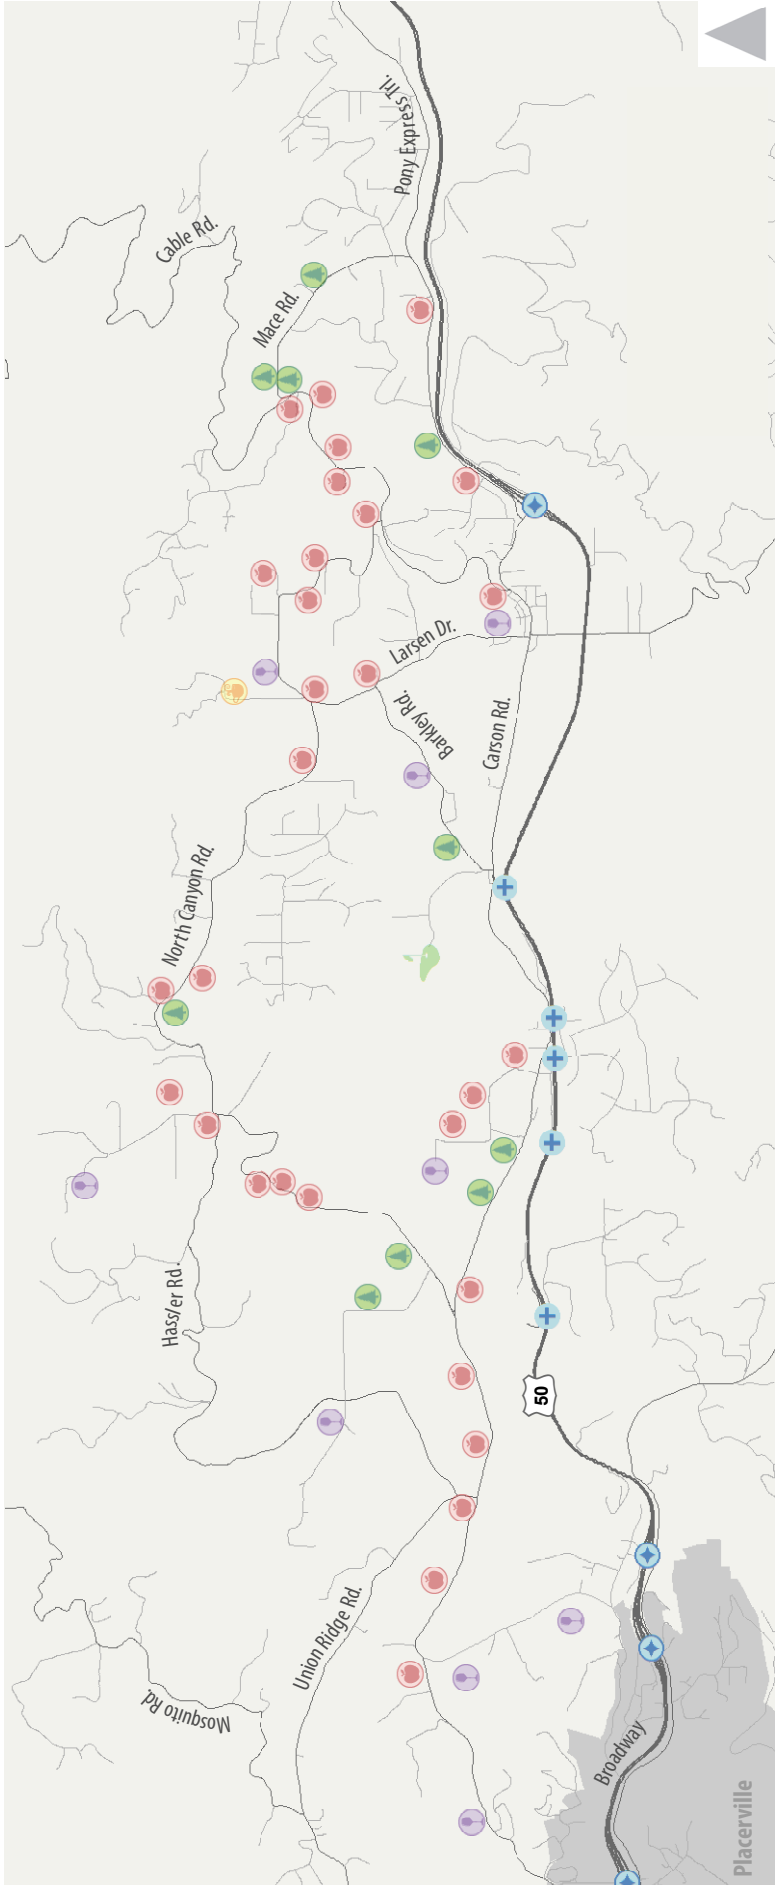 Pony Express Trl.
Cable Rd.
Mace Rd.
Larsen Dr.
Barkley Rd.
Carson Rd.
North Canyon Rd.
Hassler Rd.
50
Union Ridge Rd.
Mosquito Rd.
Broadway
Placerville